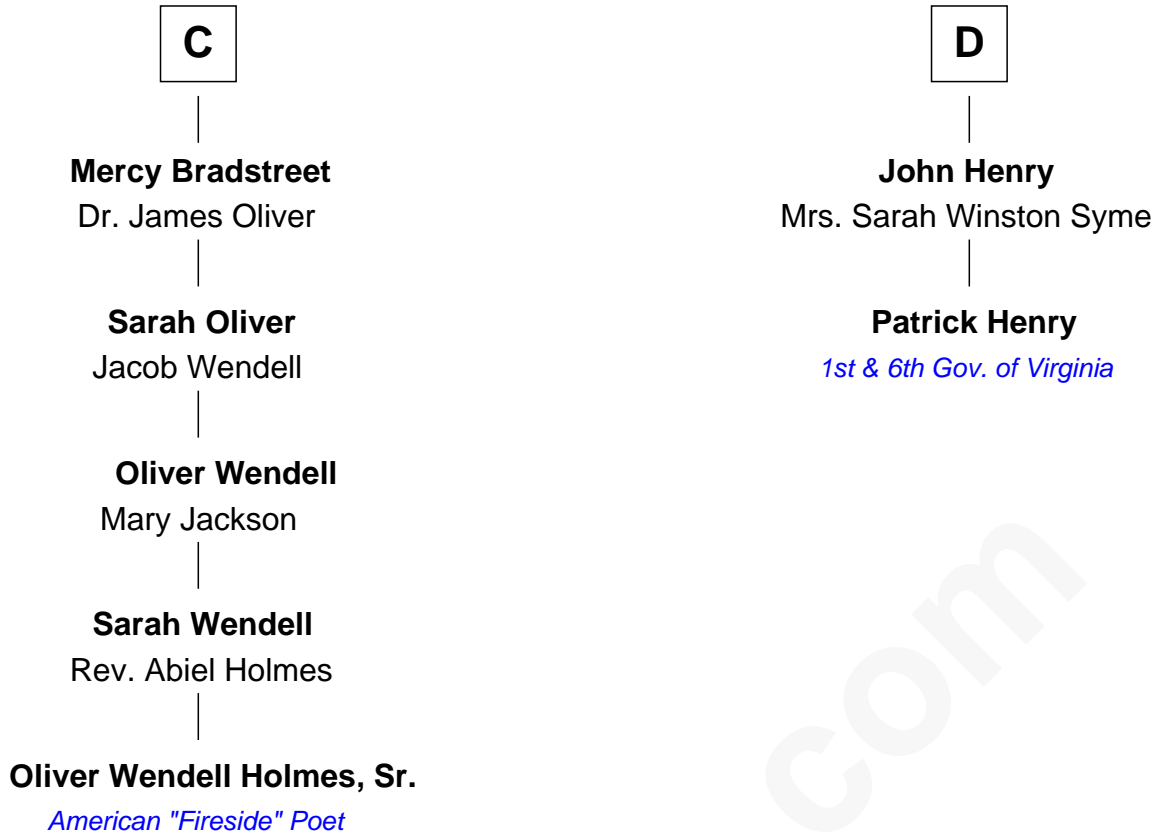 C
Mercy Bradstreet
Dr. James Oliver
Sarah Oliver
Jacob Wendell
Oliver Wendell
Mary Jackson
Sarah Wendell
Rev. Abiel Holmes
Oliver Wendell Holmes, Sr.
American "Fireside" Poet
D
John Henry
Mrs. Sarah Winston Syme
Patrick Henry
1st & 6th Gov. of Virginia
com